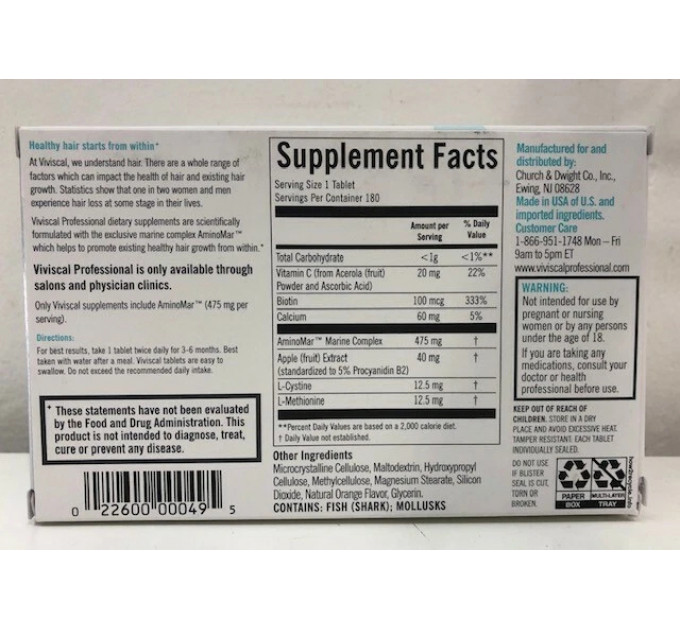 Healthy hair starts from within*
At Viviscal, we understand hair. There are a whole range of
factors which can impact the health of hair and existing hair
growth. Statistics show that one in two women and men
experience hair loss at some stage in their lives.
Viviscal Professional dietary supplements are scientifically
formulated with the exclusive marine complex AminoMar™
which helps to promote existing healthy hair growth from within.*
Viviscal Professional is only available through
salons and physician clinics.
Only Viviscal supplements include AminoMar™ (475 mg per
serving).
Directions:
For best results, take 1 tablet twice daily for 3-6 months. Best
taken with water after a meal. Viviscal tablets are easy to
swallow. Do not exceed the recommended daily intake.
* These statements have not been evaluated
by the Food and Drug Administration. This
product is not intended to diagnose, treat,
cure or prevent any disease.
0 22600 00049 5
Supplement Facts
Serving Size 1 Tablet
Servings Per Container 180
Amount per Serving % Daily Value
Total Carbohydrate <1g <1%**
Vitamin C (from Acerola (fruit) 20 mg 22%
Powder and Ascorbic Acid)
Biotin 100 mcg 333%
Calcium 60 mg 5%
AminoMar™ Marine Complex 475 mg †
Apple (fruit) Extract 40 mg †
(standardized to 5% Procyanidin B2)
L-Cystine 12.5 mg †
L-Methionine 12.5 mg †
**Percent Daily Values are based on a 2,000 calorie diet.
† Daily Value not established.
Other Ingredients
Microcrystalline Cellulose, Maltodextrin, Hydroxypropyl
Cellulose, Methylcellulose, Magnesium Stearate, Silicon
Dioxide, Natural Orange Flavor, Glycerin.
CONTAINS: FISH (SHARK); MOLLUSKS
Manufactured for and
distributed by:
Church & Dwight Co., Inc.,
Ewing, NJ 08628
Made in USA of U.S. and
imported ingredients.
Customer Care
1-866-951-1748 Mon – Fri
9am to 5pm ET
www.viviscalprofessional.com
WARNING:
Not intended for use by
pregnant or nursing
women or by any persons
under the age of 18.
If you are taking any
medications, consult your
doctor or health
professional before use.
KEEP OUT OF REACH OF
CHILDREN. STORE IN A DRY
PLACE AND AVOID EXCESSIVE HEAT.
TAMPER RESISTANT. EACH TABLET
INDIVIDUALLY SEALED.
DO NOT USE
IF BLISTER
SEAL IS CUT,
TORN OR
BROKEN.
PAPER
BOX
MULTI-LAYER
TRAY
how2recycle.info